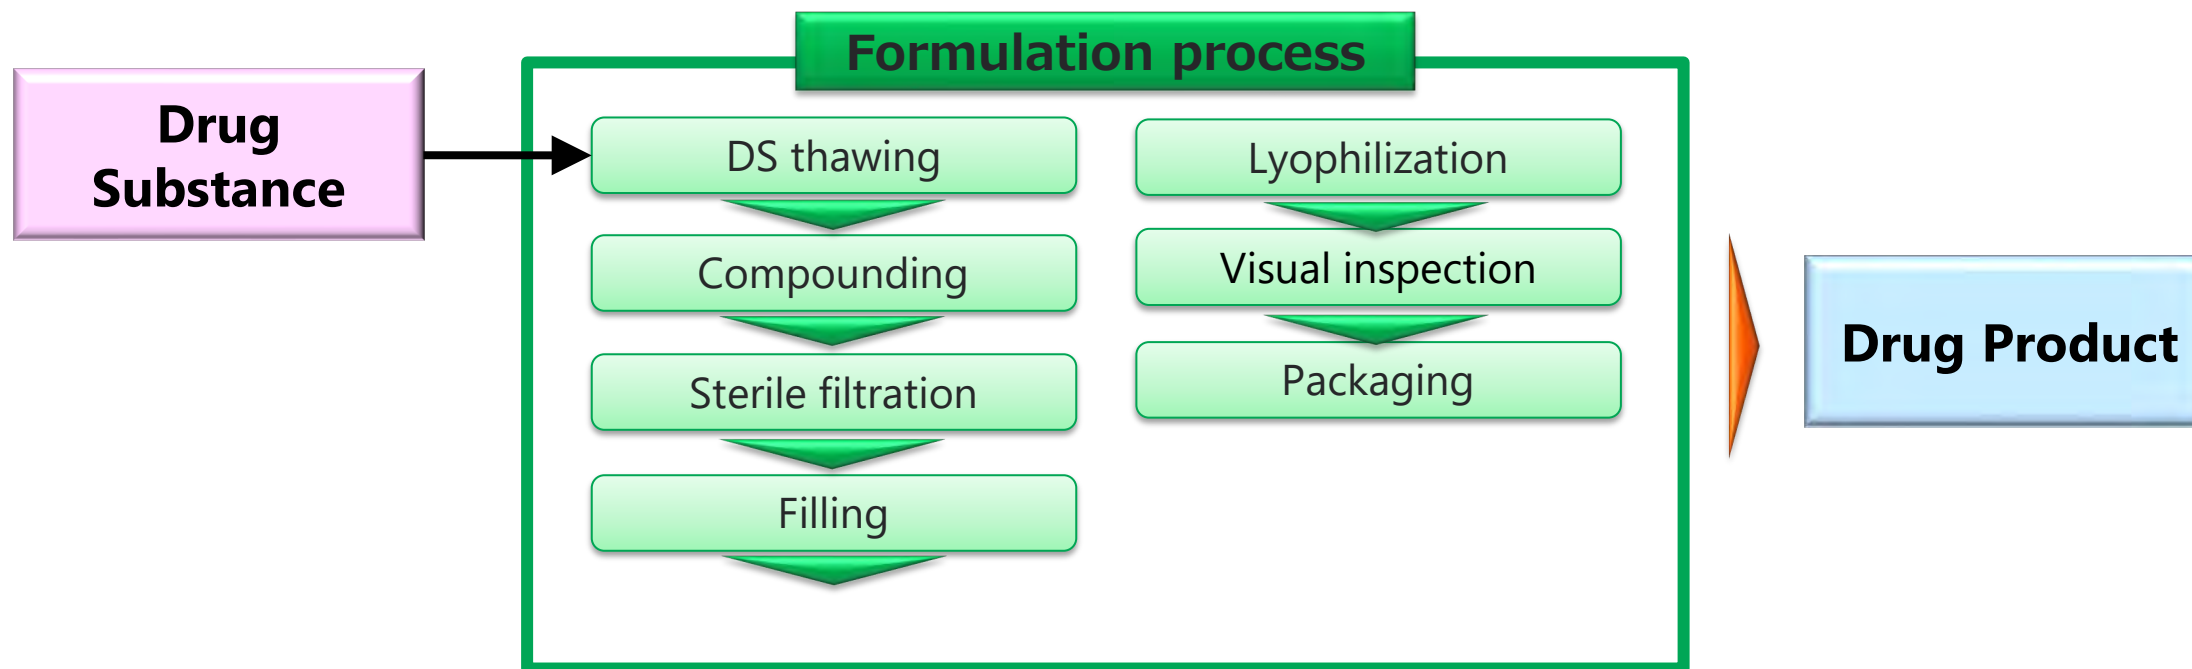 Formulation process
Drug
Substance
DS thawing
Compounding
Sterile filtration
Filling
Lyophilization
Visual inspection
Packaging
Drug Product